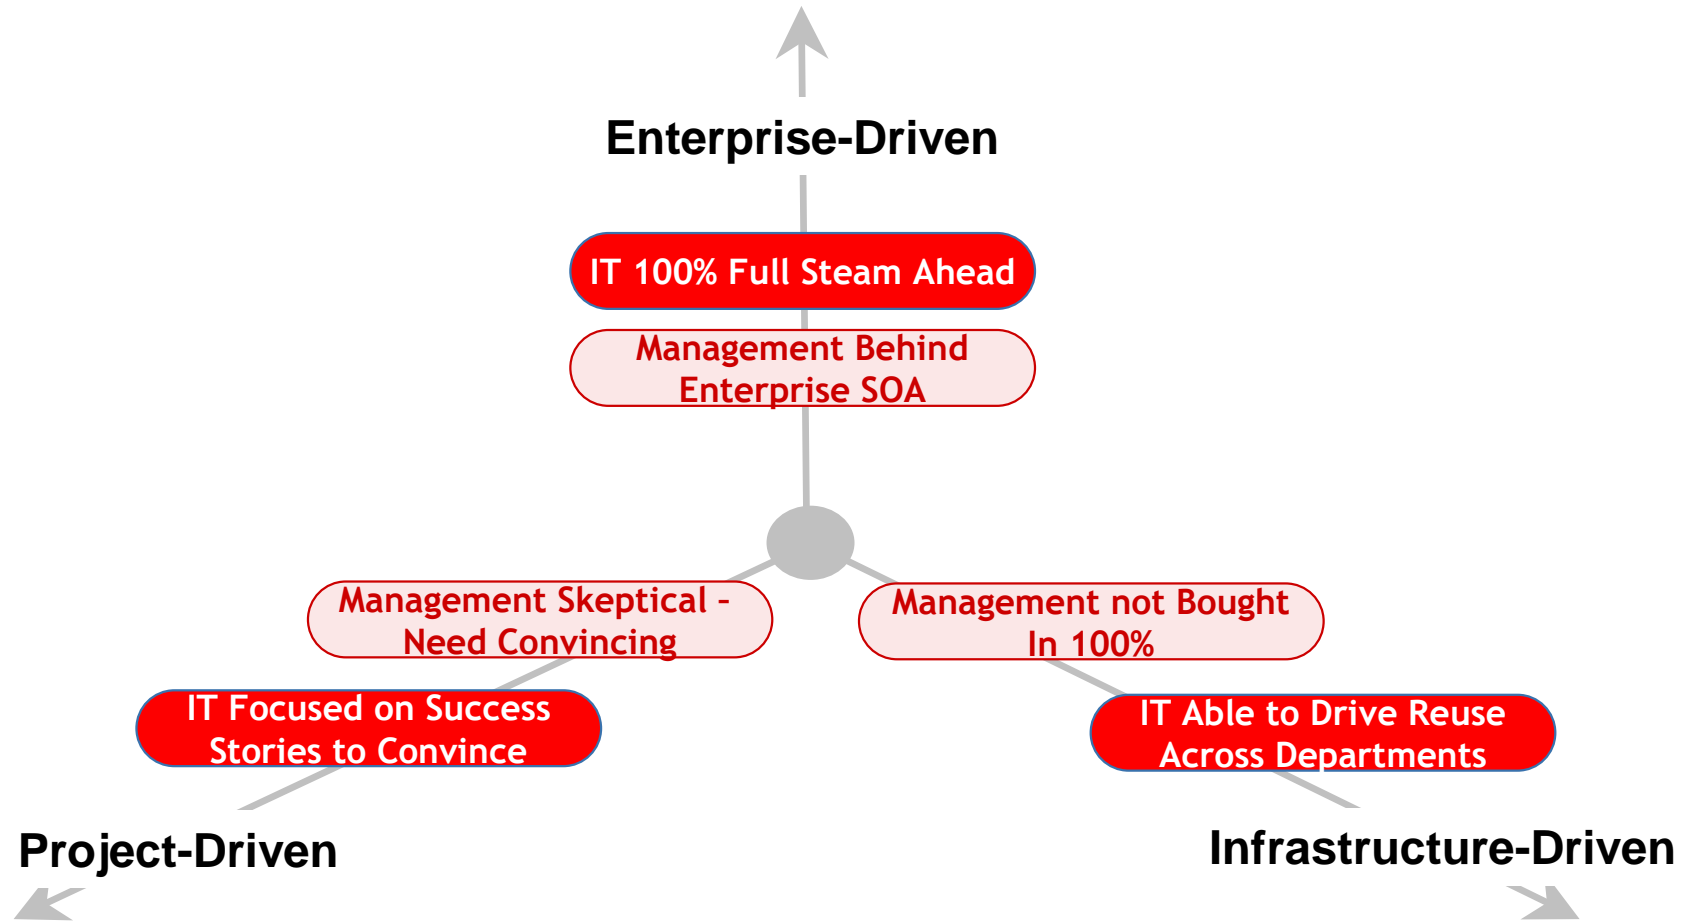 Enterprise-Driven
IT 100% Full Steam Ahead
Management Behind
Enterprise SOA
Management Skeptical –
Need Convincing
Management not Bought
In 100%
IT Focused on Success
Stories to Convince
IT Able to Drive Reuse
Across Departments
Project-Driven
Infrastructure-Driven